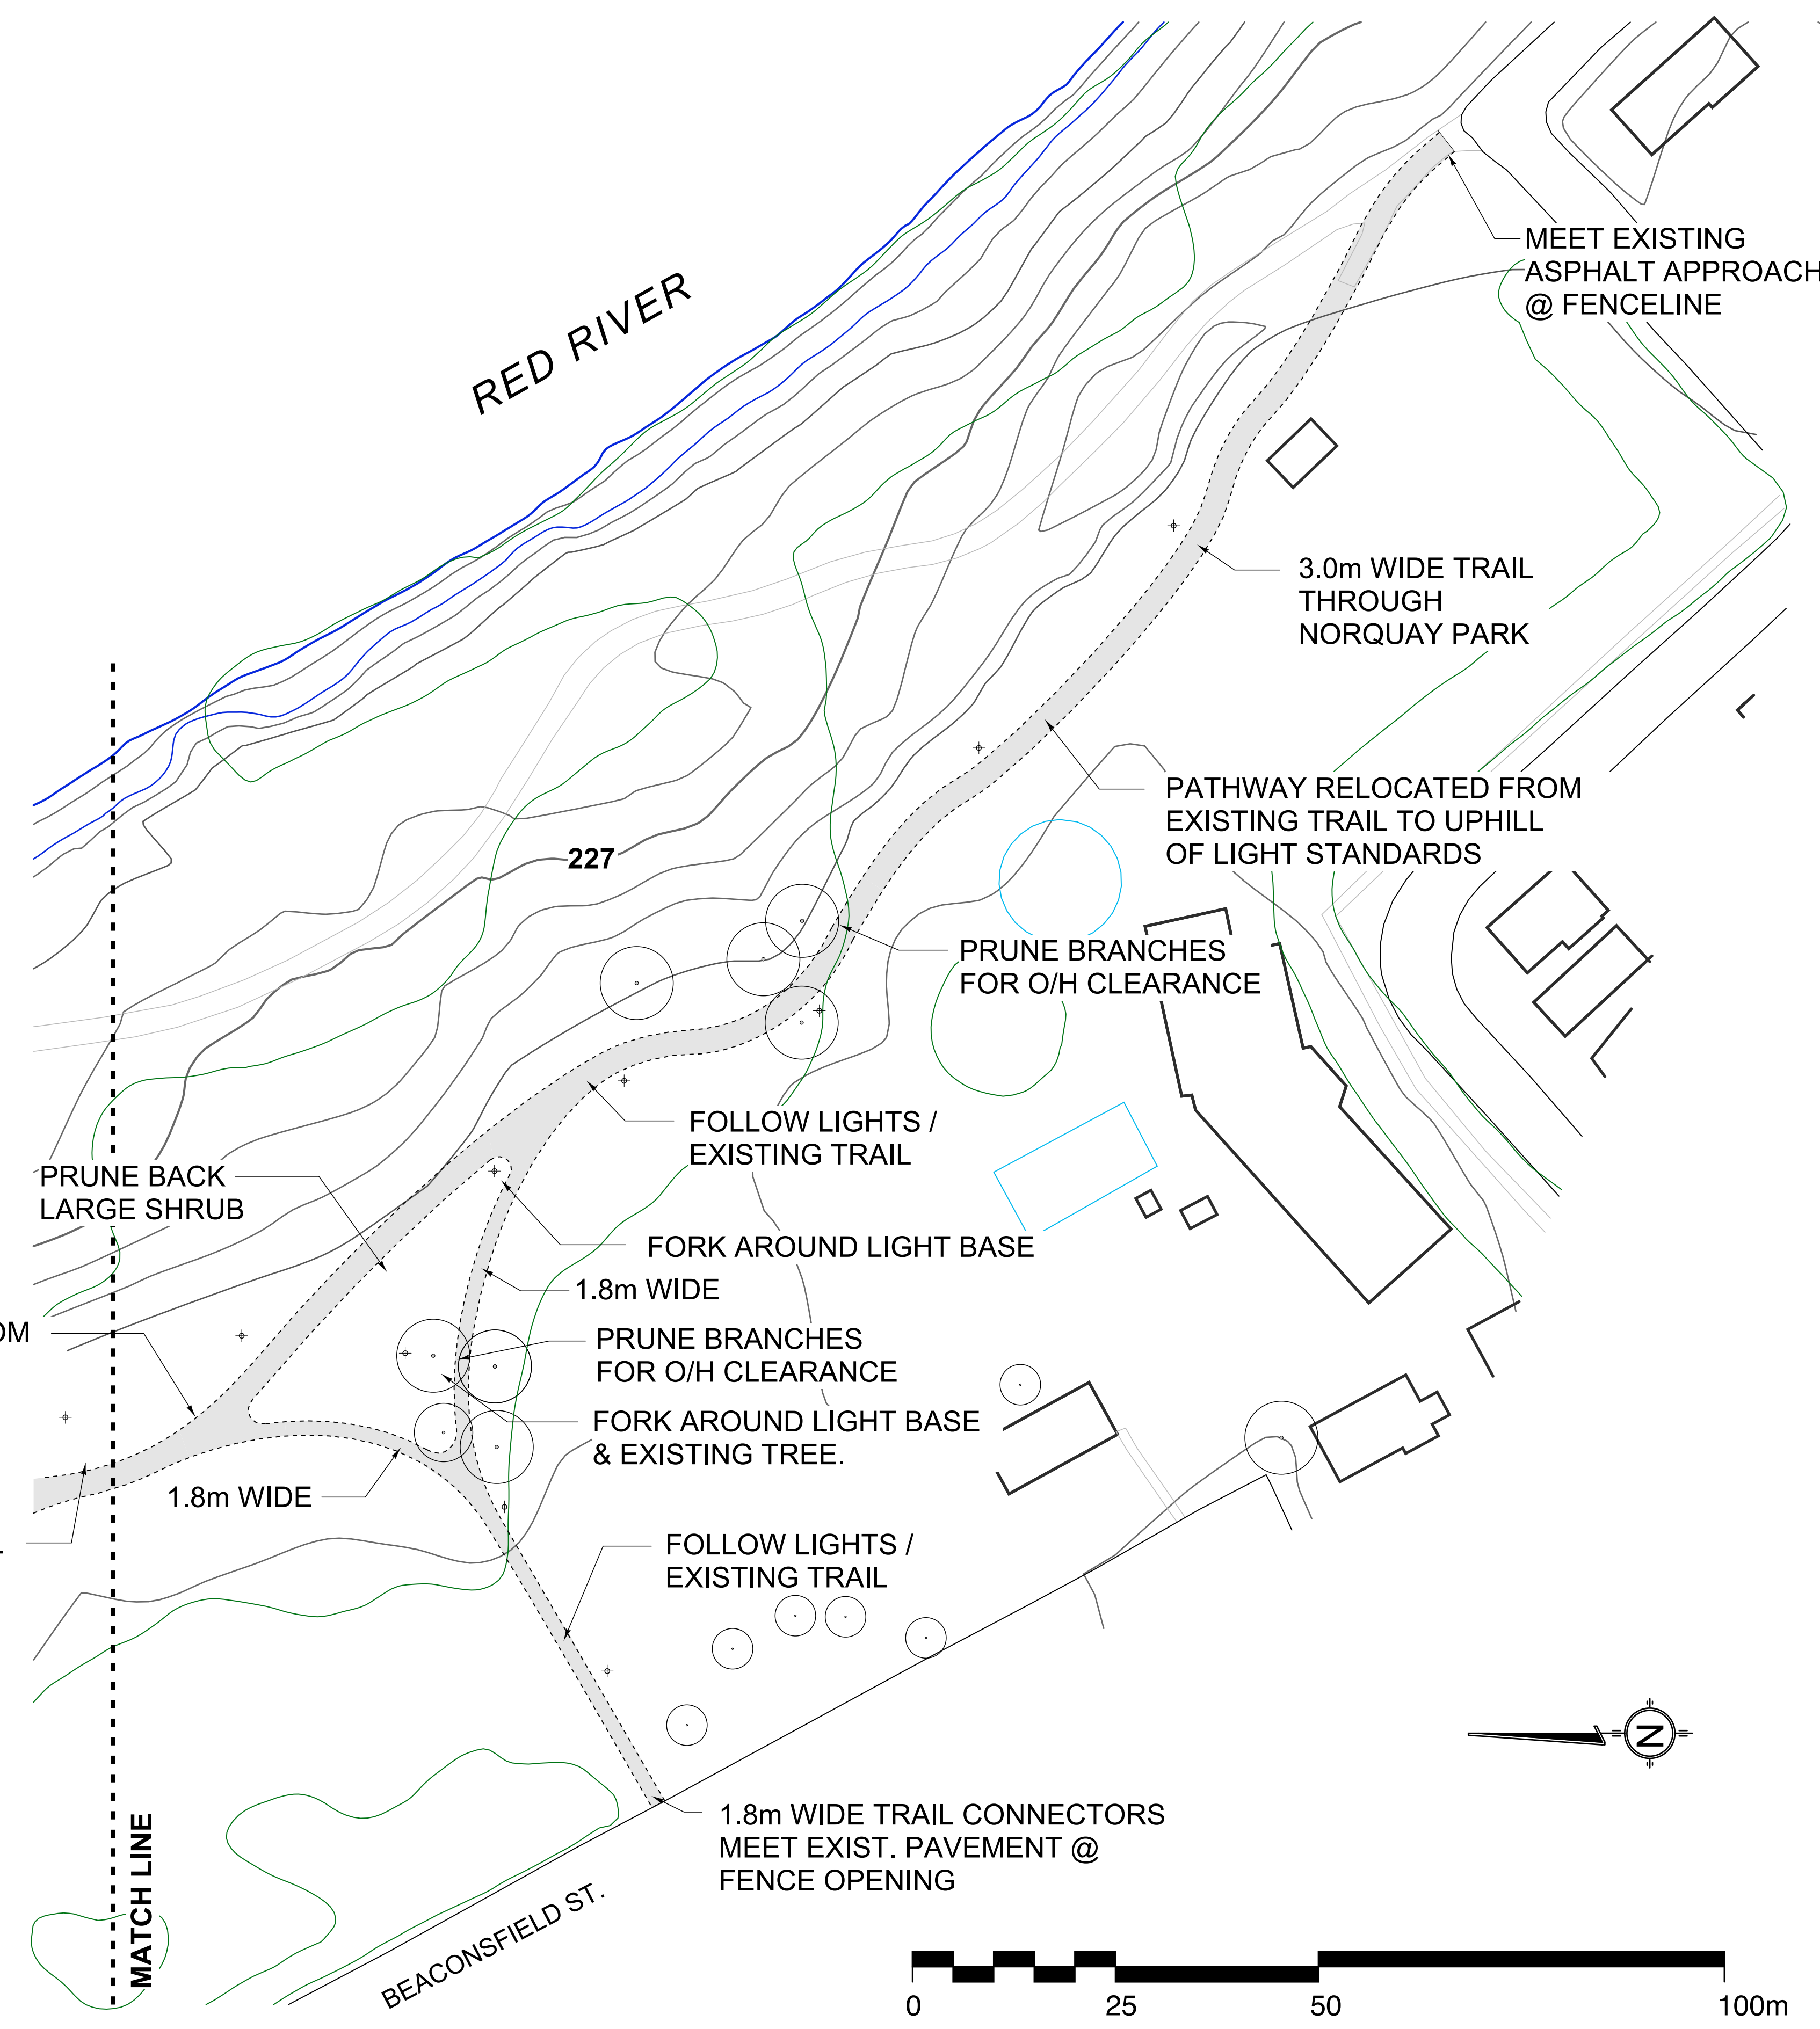 RED RIVER
MEET EXISTING
ASPHALT APPROACH
@ FENCELINE
3.0m WIDE TRAIL
THROUGH
NORQUAY PARK
PATHWAY RELOCATED FROM
EXISTING TRAIL TO UPHILL
OF LIGHT STANDARDS
227
PRUNE BRANCHES
FOR O/H CLEARANCE
FOLLOW LIGHTS /
EXISTING TRAIL
PRUNE BACK
LARGE SHRUB
FORK AROUND LIGHT BASE
1.8m WIDE
OM
PRUNE BRANCHES
FOR O/H CLEARANCE
FORK AROUND LIGHT BASE
& EXISTING TREE.
1.8m WIDE
FOLLOW LIGHTS /
EXISTING TRAIL
N
1.8m WIDE TRAIL CONNECTORS
MEET EXIST. PAVEMENT @
FENCE OPENING
MATCH LINE
BEACONSFIELD ST.
0 25 50 100m